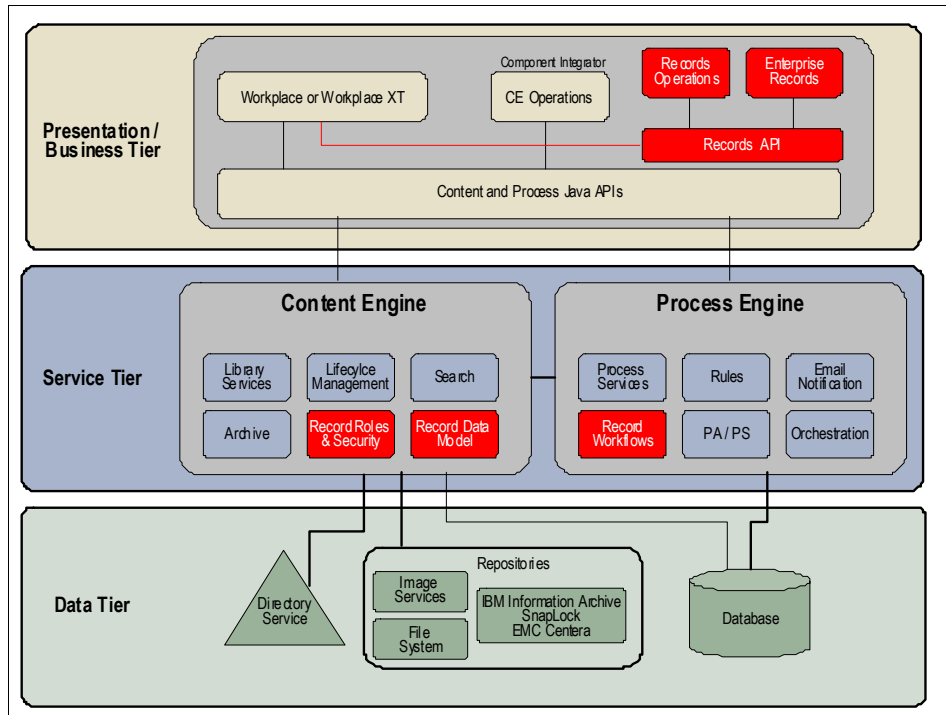 Presentation /
Business Tier
Component Integrator
Workplace or Workplace XT
CE Operations
Records
Operations
Enterprise
Records
Records API
Content and Process Java APIs
Service Tier
Content Engine
Library
Services
Lifecylce
Management
Search
Archive
Record Roles
& Security
Record Data
Model
Process Engine
Process
Services
Rules
Email
Notification
Record
Workflows
PA / PS
Orchestration
Data Tier
Directory
Service
Repositories
Image
Services
File
System
IBM Information Archive
SnapLock
EMC Centera
Database